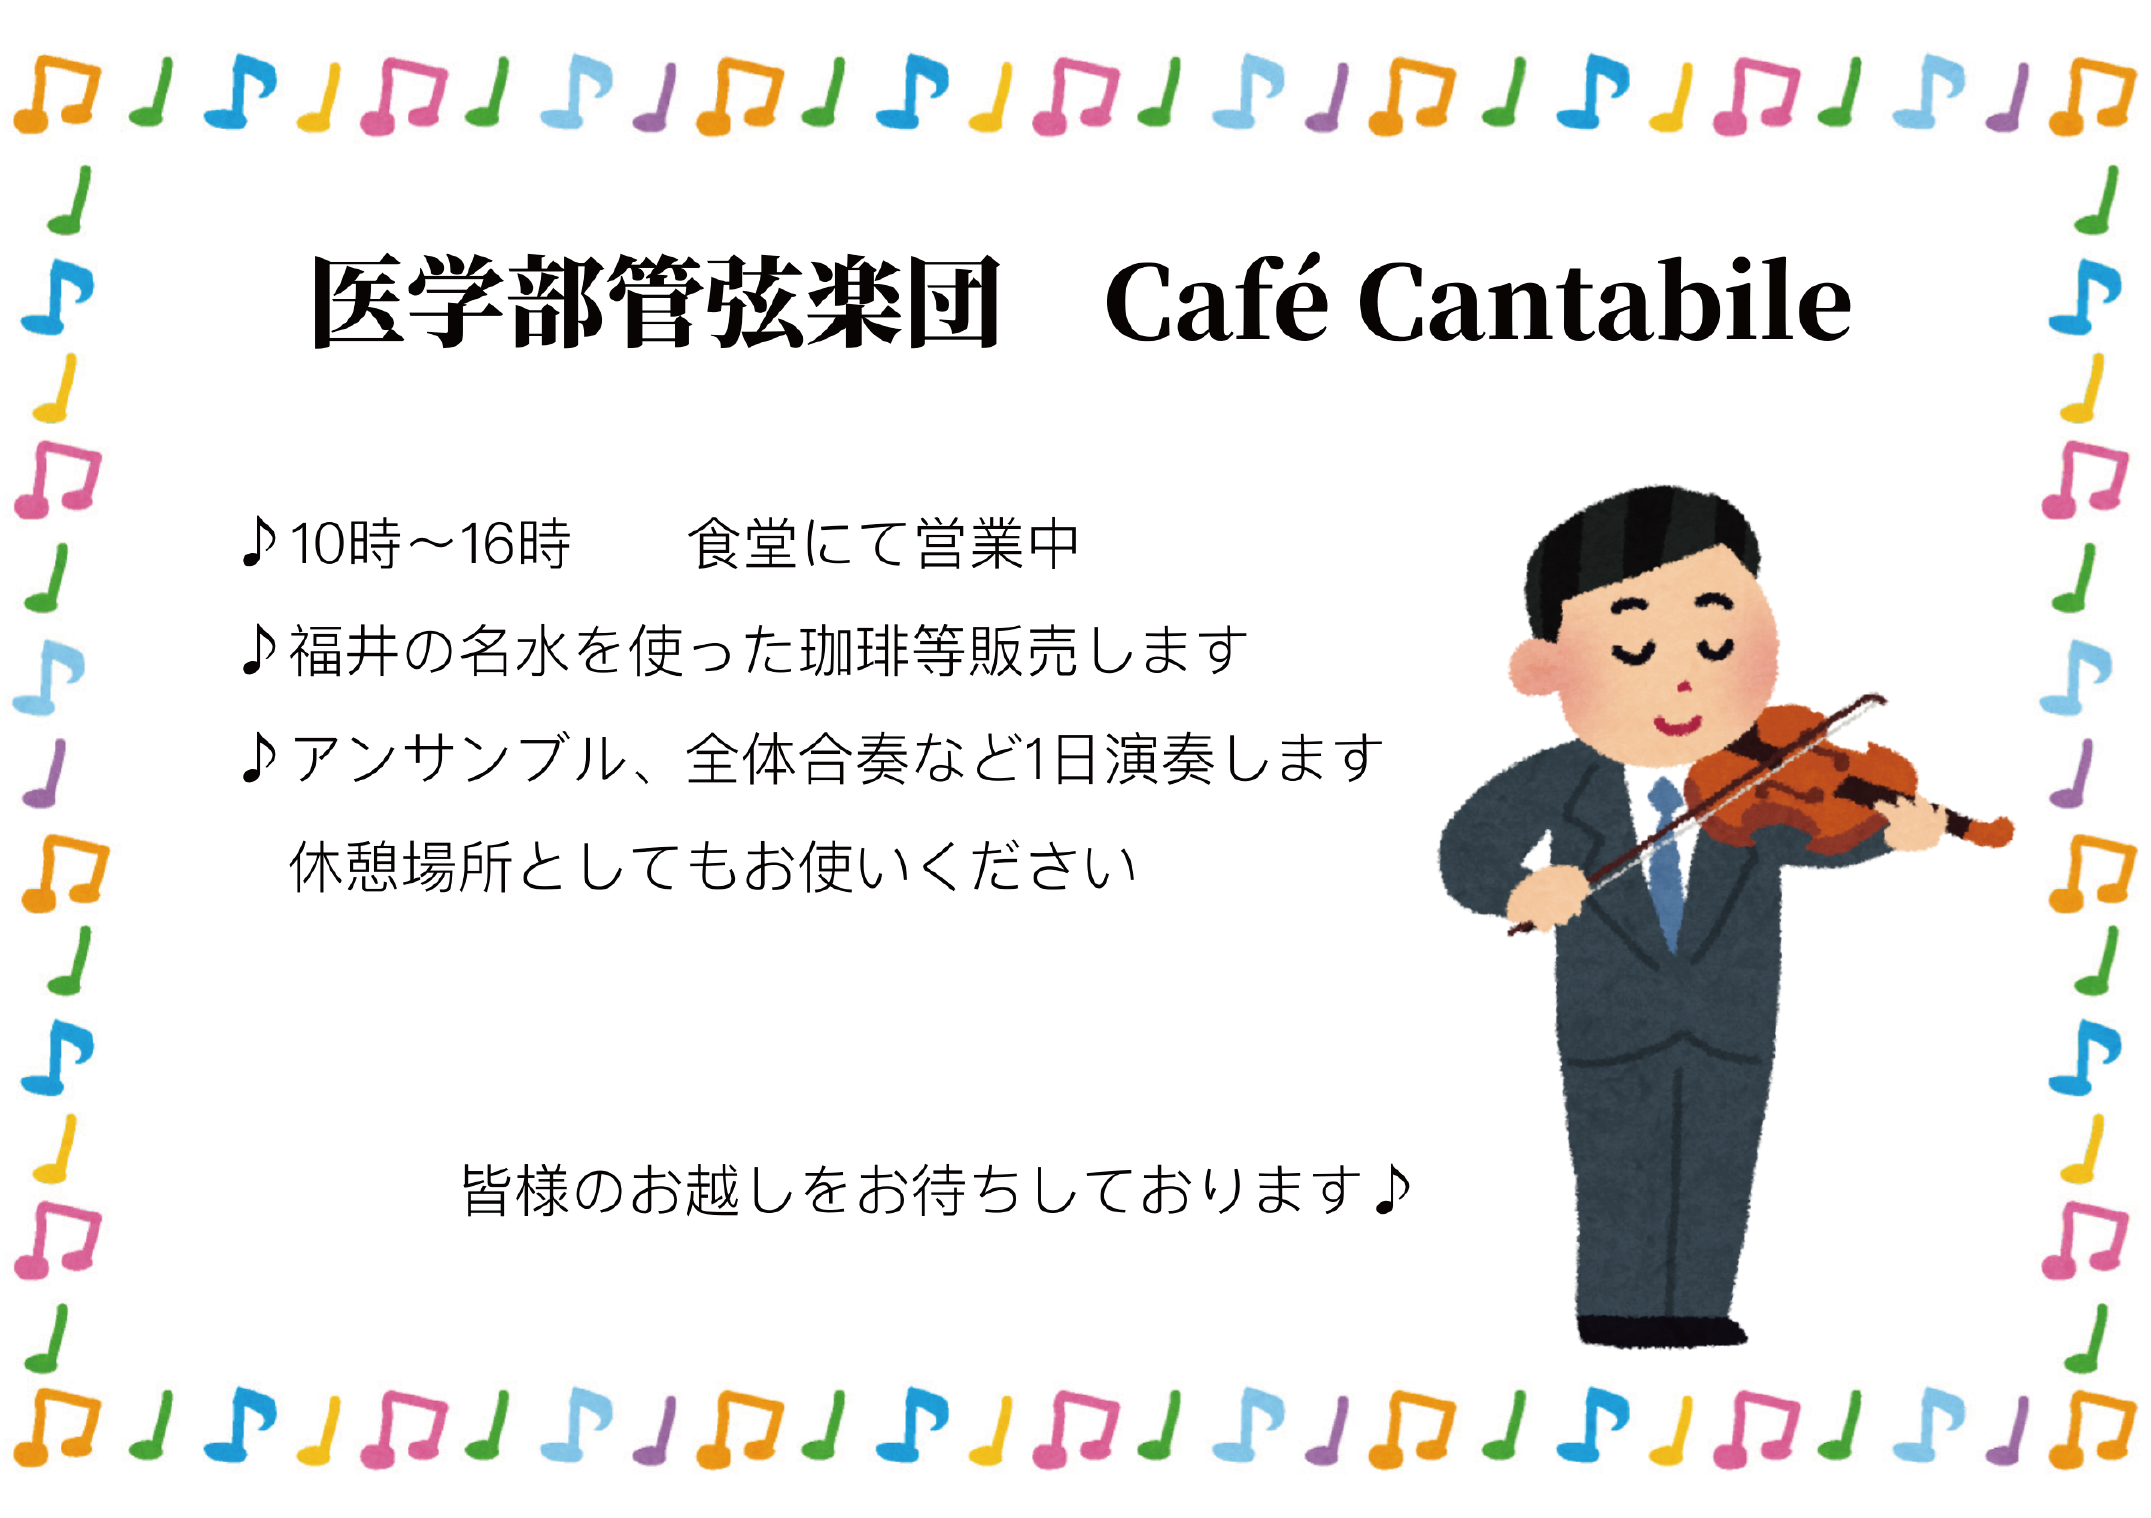 医学部管弦楽団　Café Cantabile
♪10時～16時　　食堂にて営業中
♪福井の名水を使った珈琲等販売します
♪アンサンブル、全体合奏など1日演奏します
休憩場所としてもお使いください
皆様のお越しをお待ちしております♪